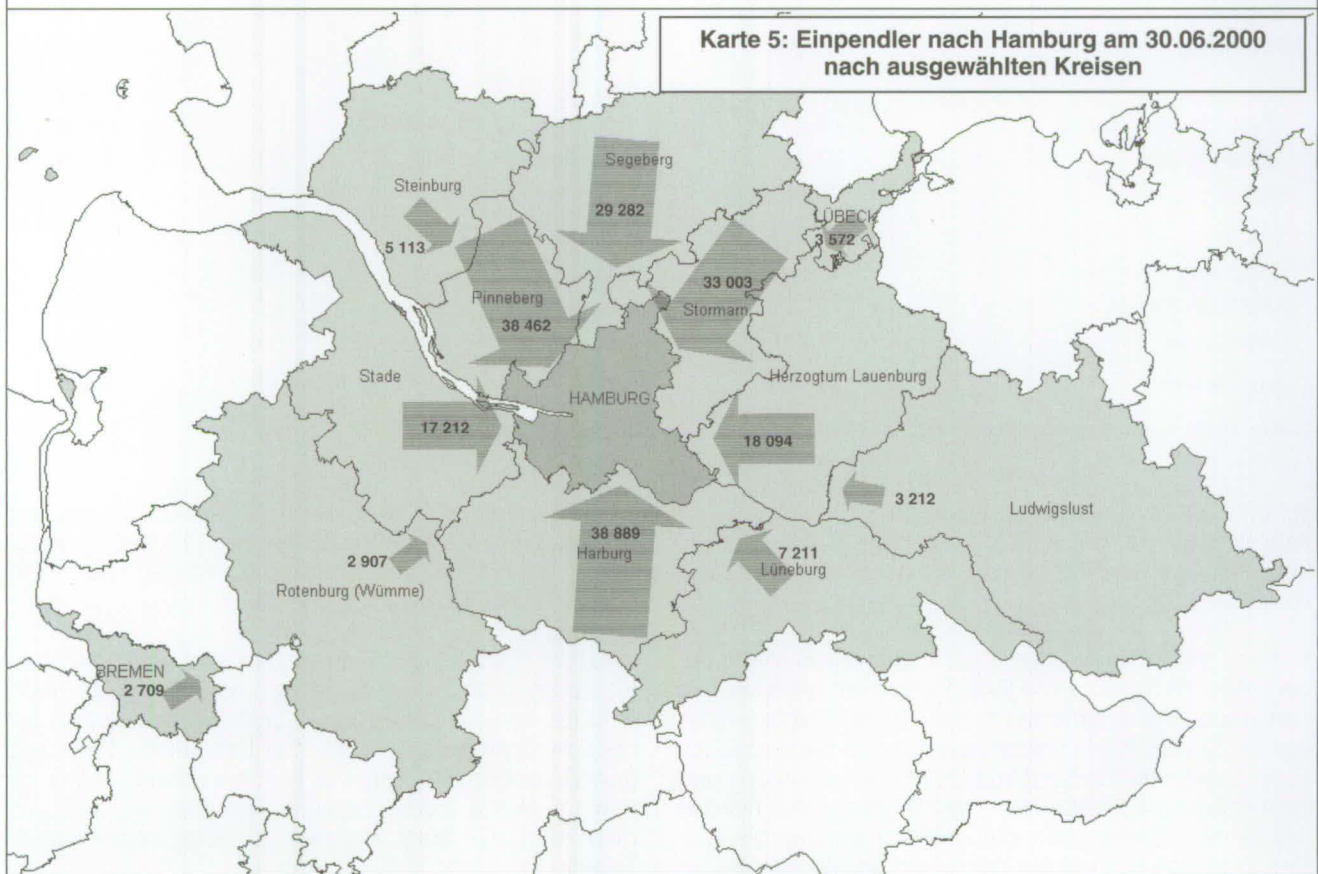 Karte 5: Einpendler nach Hamburg am 30.06.2000
nach ausgewählten Kreisen
Segeberg
29 282
Steinburg
5 113
LÜBECK
3 572
33 003
Stormarn
Pinneberg
38 462
Stade
17 212
HAMBURG
Herzogtum Lauenburg
18 094
3 212
Ludwigslust
38 889
Harburg
7 211
Lüneburg
2 907
Rotenburg (Wümme)
BREMEN
2 709